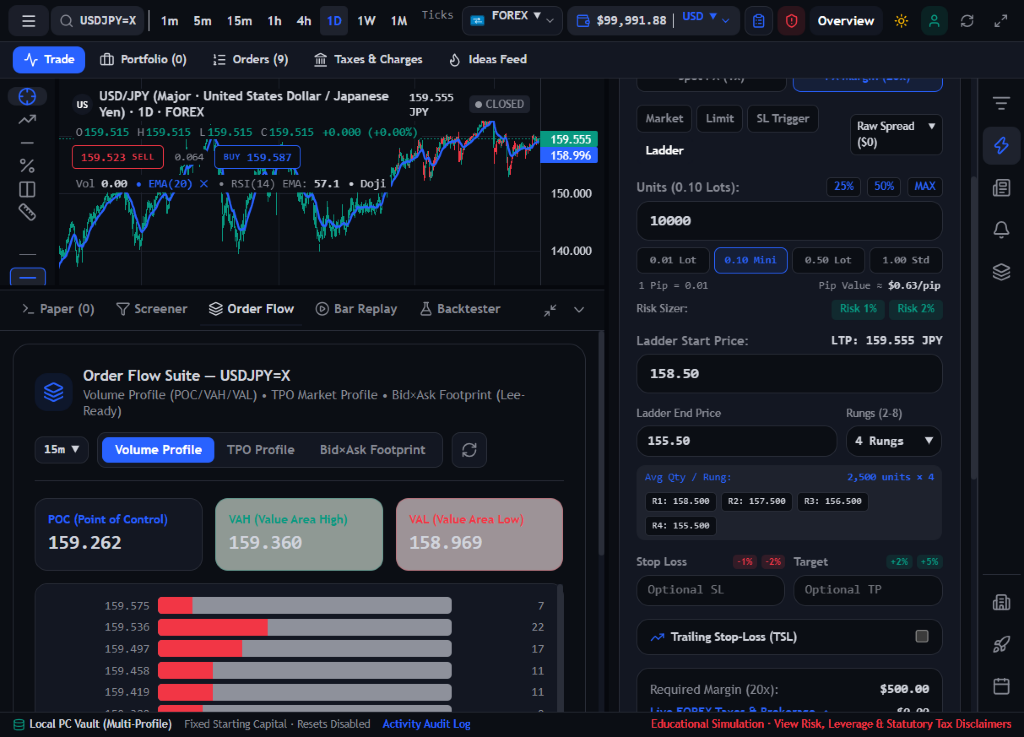 USDJPY=X
1m 5m 15m 1h 4h 1D 1W 1M Ticks
FOREX ▼
$99,991.88 USD ▼
Overview
Trade Portfolio (0) Orders (9) Taxes & Charges Ideas Feed
US
USD/JPY (Major · United States Dollar / Japanese Yen) · 1D · FOREX
159.555 JPY
CLOSED
O159.515 H159.515 L159.515 C159.515 +0.000 (+0.00%)
159.523 SELL 0.064 BUY 159.587
Vol 0.00 • EMA(20) X • RSI(14) EMA: 57.1 • Doji
159.555
158.996
150.000
140.000
Paper (0) Screener Order Flow Bar Replay Backtester
Order Flow Suite — USDJPY=X
Volume Profile (POC/VAH/VAL) • TPO Market Profile • Bid×Ask Footprint (Lee-
Ready)
15m ▼ Volume Profile TPO Profile Bid×Ask Footprint
POC (Point of Control)
159.262
VAH (Value Area High)
159.360
VAL (Value Area Low)
158.969
159.575 7
159.536 22
159.497 17
159.458 11
159.419 11
Market Limit SL Trigger
Ladder
Raw Spread ($0) ▼
Units (0.10 Lots): 25% 50% MAX
10000
0.01 Lot 0.10 Mini 0.50 Lot 1.00 Std
1 Pip = 0.01 Pip Value ≈ $0.63/pip
Risk Sizer: Risk 1% Risk 2%
Ladder Start Price: LTP: 159.555 JPY
158.50
Ladder End Price Rungs (2-8)
155.50 4 Rungs ▼
Avg Qty / Rung: 2,500 units × 4
R1: 158.500 R2: 157.500 R3: 156.500
R4: 155.500
Stop Loss -1% -2% Target +2% +5%
Optional SL Optional TP
Trailing Stop-Loss (TSL)
Required Margin (20x): $500.00
Live FOREX Taxes & Brokerage $0.00
Local PC Vault (Multi-Profile) Fixed Starting Capital · Resets Disabled Activity Audit Log
Educational Simulation · View Risk, Leverage & Statutory Tax Disclaimers